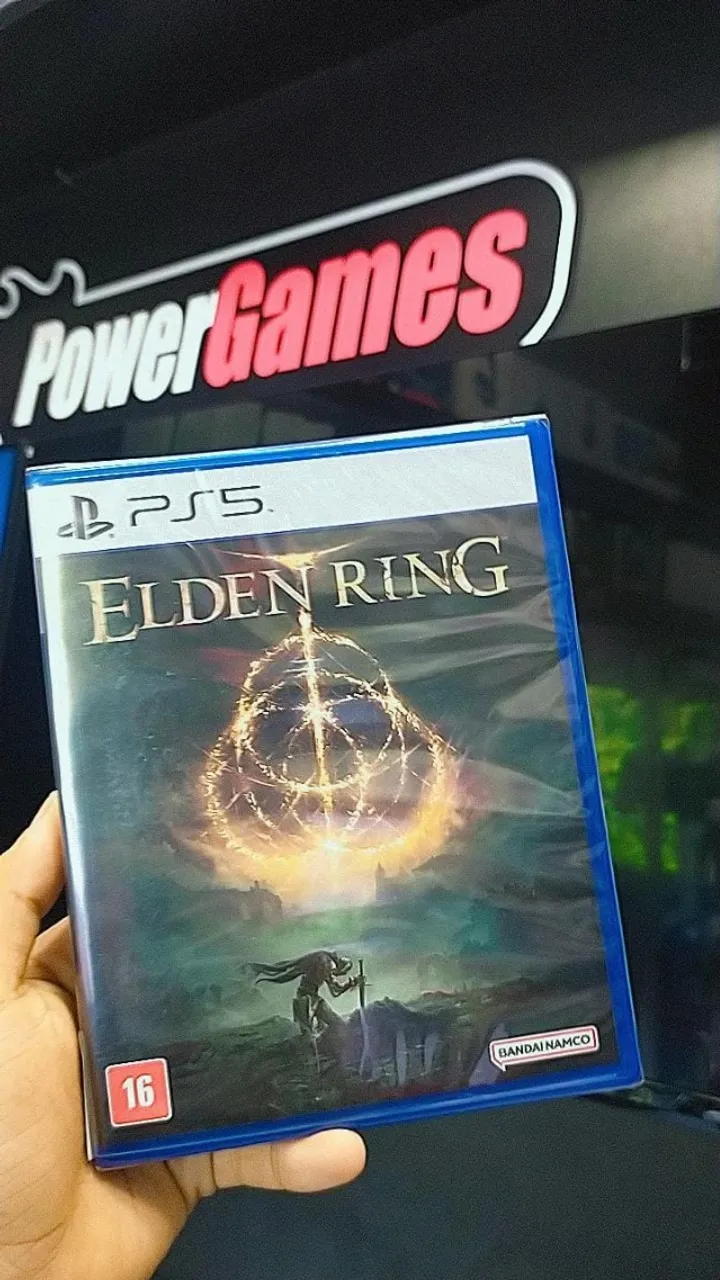 PowerGames
PS5
ELDEN RING
BANDAI NAMCO
16